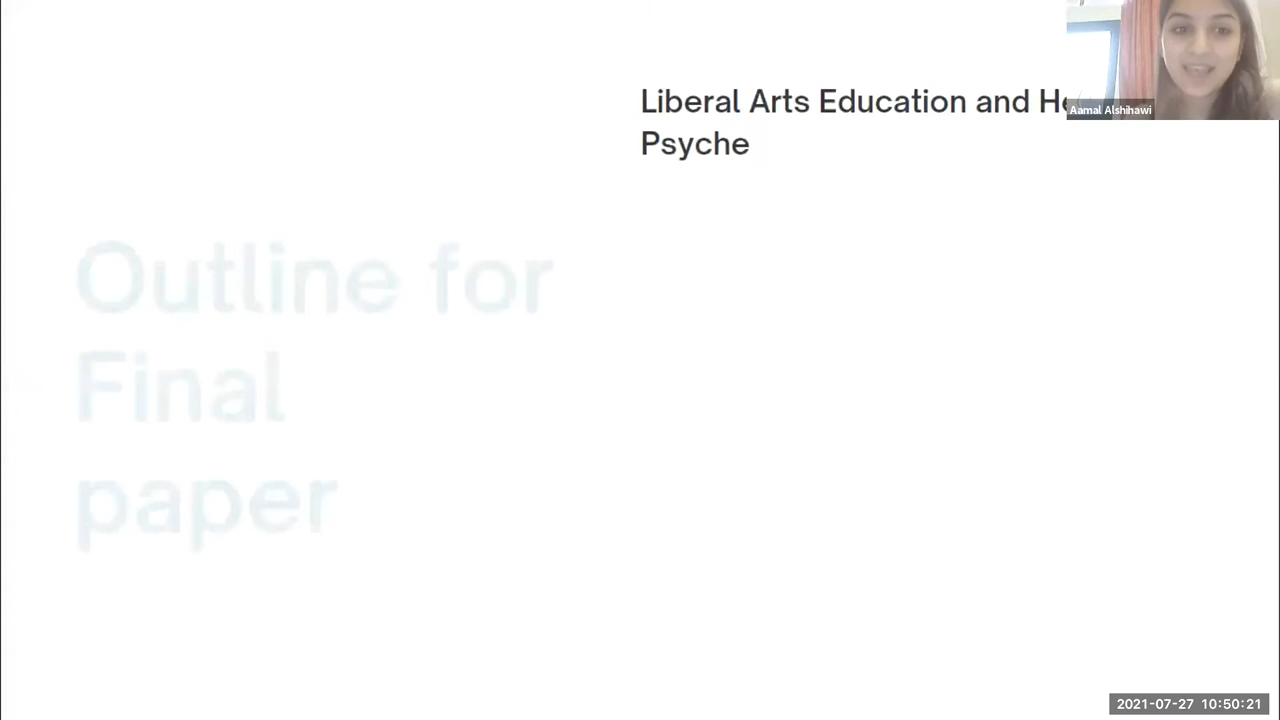 Liberal Arts Education and
Psyche
Aamal Alshihawi
Outline for
Final
paper
2021-07-27 10:50:21